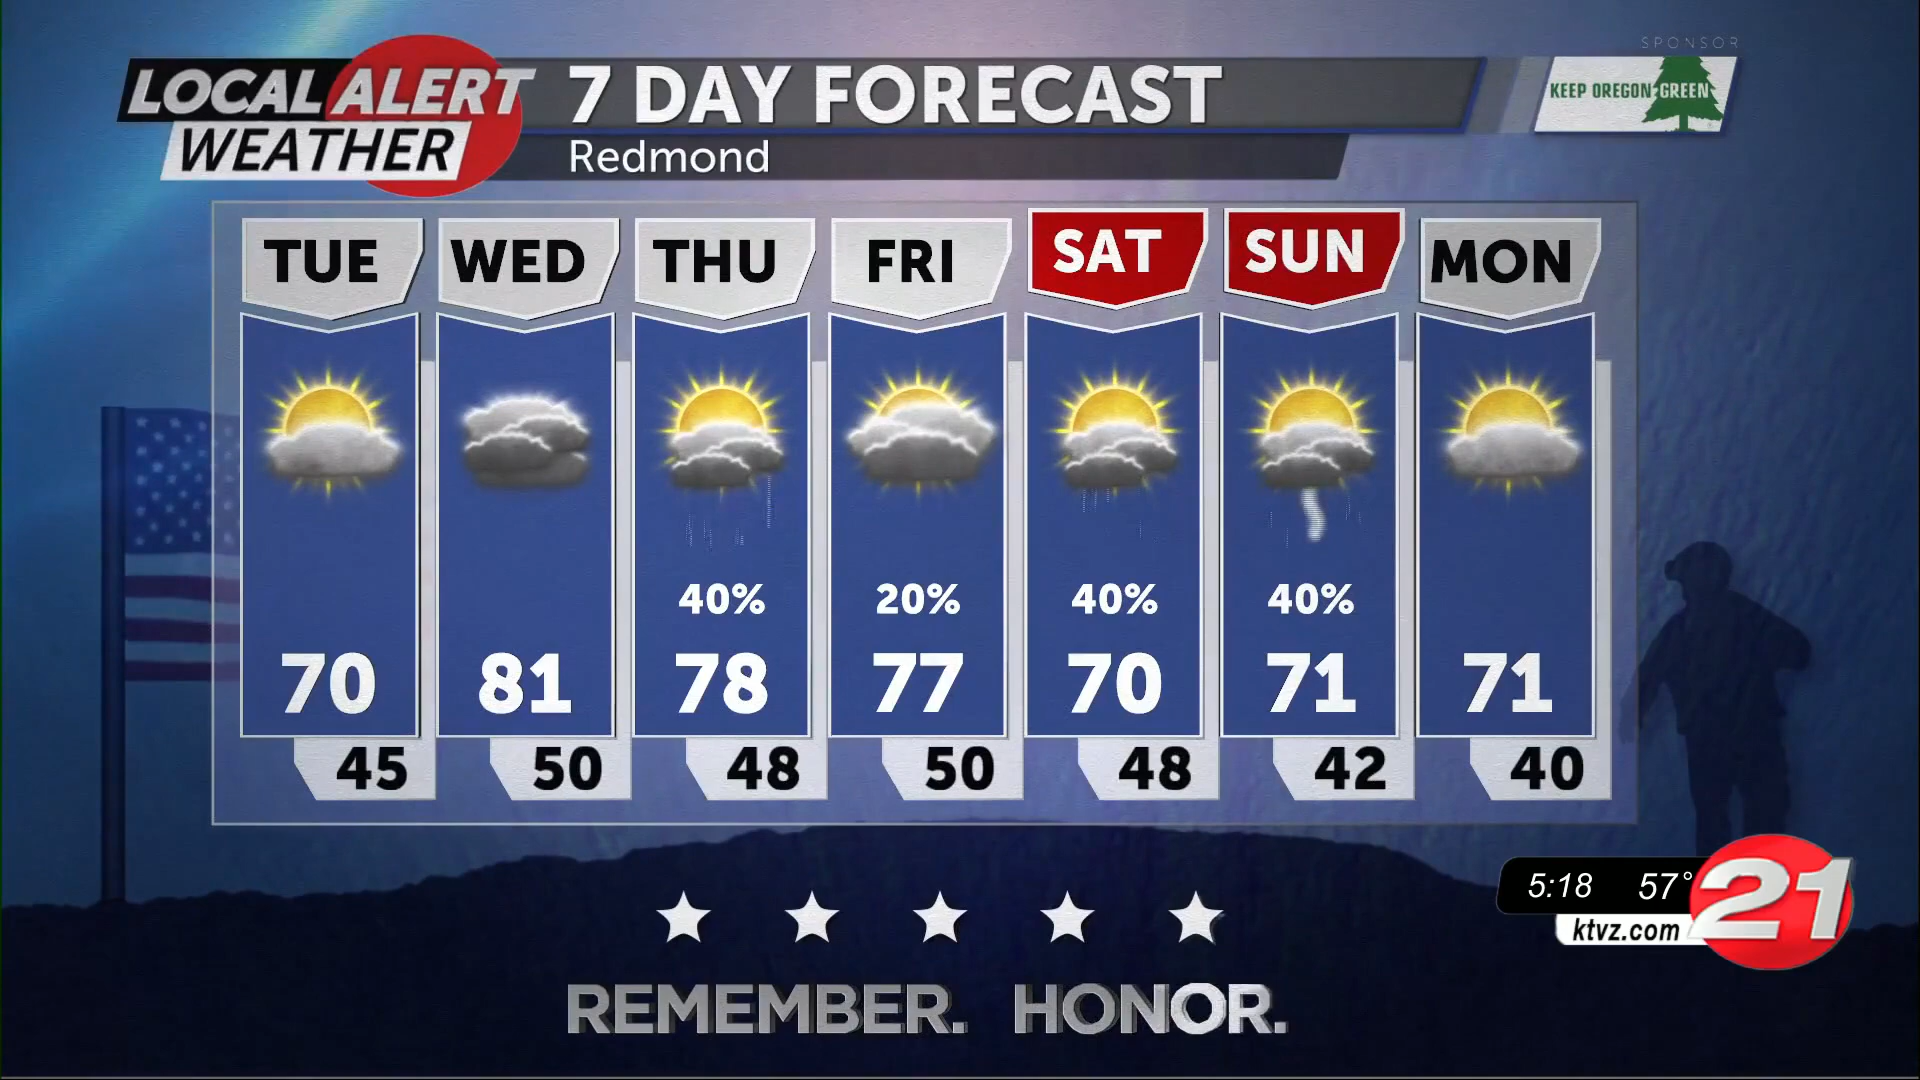 SPONSOR
LOCAL ALERT
WEATHER
7 DAY FORECAST
Redmond
KEEP OREGON GREEN
TUE WED THU FRI SAT SUN MON
40% 20% 40% 40%
70 81 78 77 70 71 71
45 50 48 50 48 42 40
5:18 57°
21
ktvz.com
REMEMBER. HONOR.